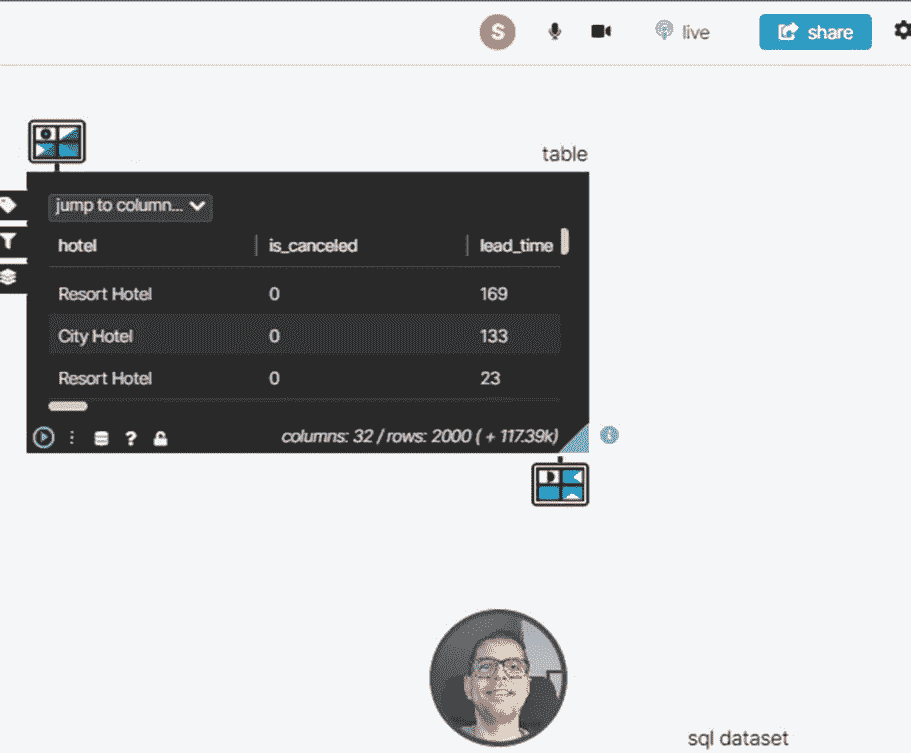 S live share
table
jump to column...
hotel is_canceled lead_time
Resort Hotel 0 169
City Hotel 0 133
Resort Hotel 0 23
? columns: 32 / rows: 2000 ( + 117.39k)
sql dataset